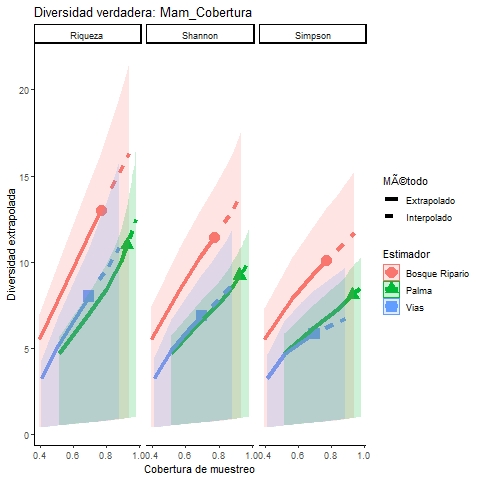 Diversidad verdadera: Mam_Cobertura
Riqueza
Shannon
Simpson
Diversidad extrapolada
20
15
10
5
0
0.4 0.6 0.8 1.0
0.4 0.6 0.8 1.0
0.4 0.6 0.8 1.0
Cobertura de muestreo
MÃ©todo
Extrapolado
Interpolado
Estimador
Bosque Ripario
Palma
Vias